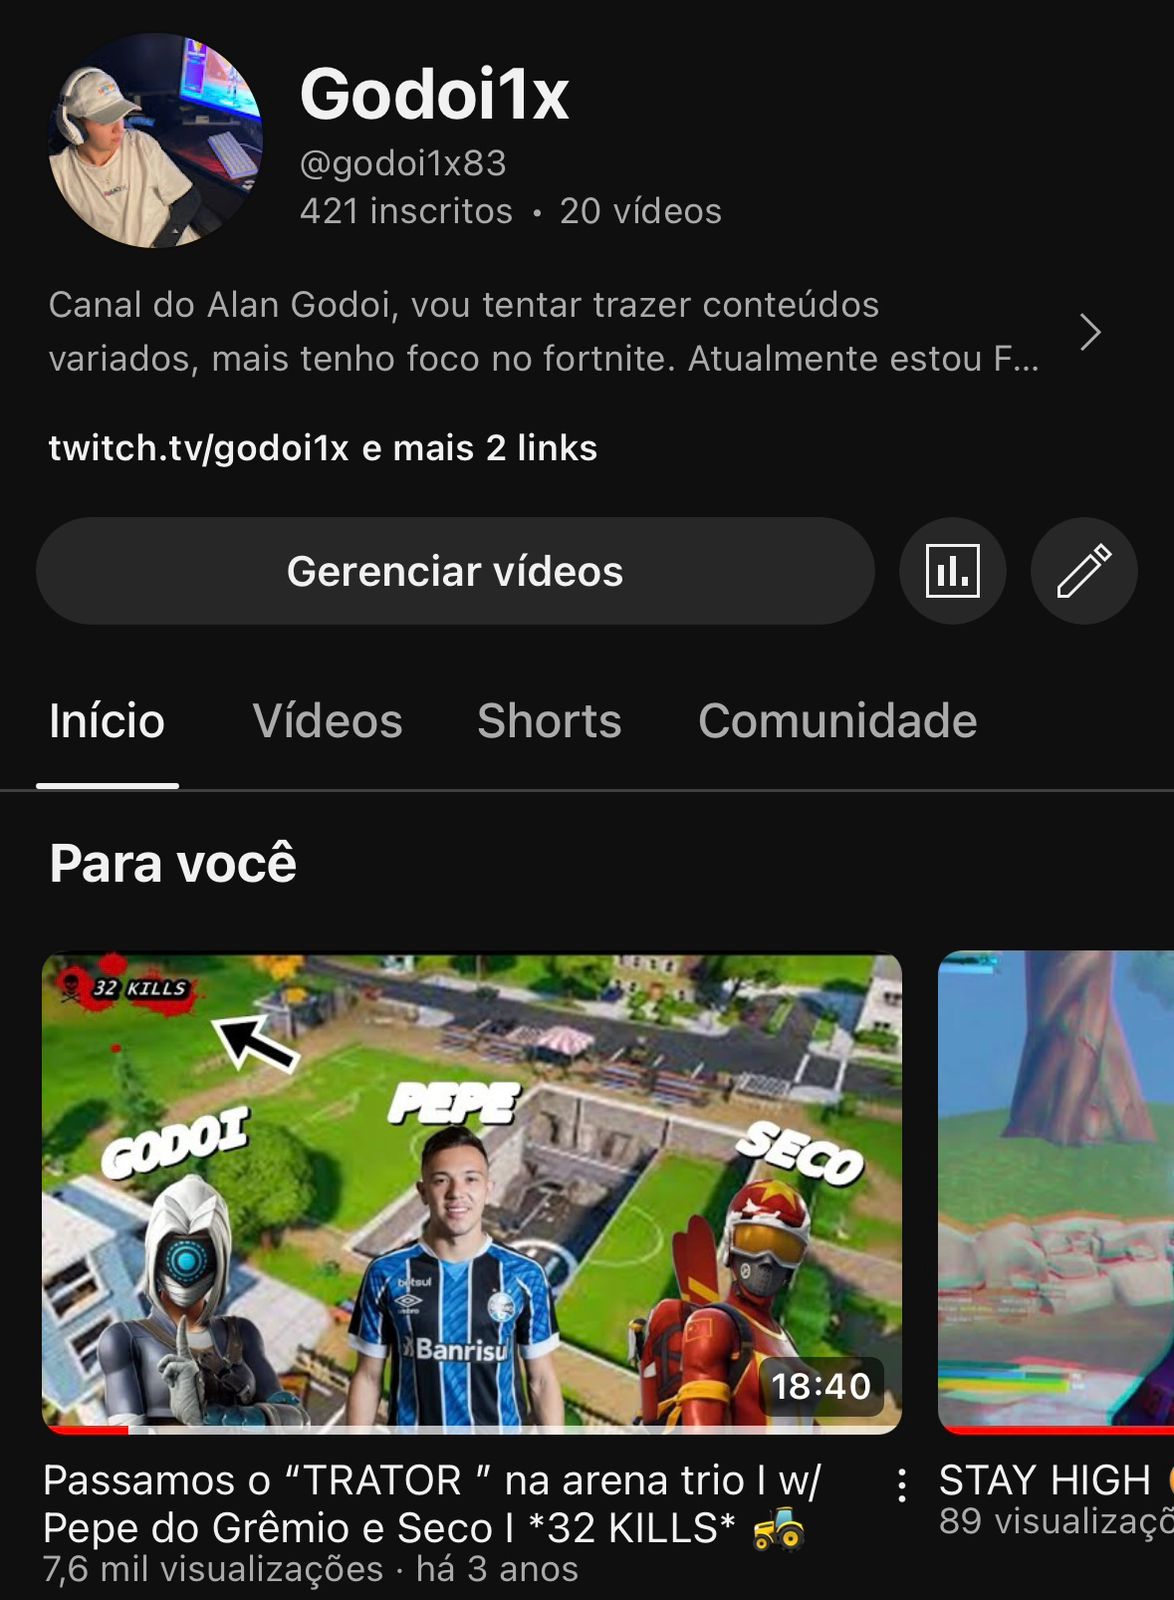 Godoi1x
@godoi1x83
421 inscritos • 20 vídeos
Canal do Alan Godoi, vou tentar trazer conteúdos
variados, mais tenho foco no fortnite. Atualmente estou F...
twitch.tv/godoi1x e mais 2 links
Gerenciar vídeos
Início Vídeos Shorts Comunidade
Para você
32 KILLS
GODOI
PEPE
SECO
betsul
umbro
Banrisu
18:40
Passamos o “TRATOR ” na arena trio I w/
Pepe do Grêmio e Seco I *32 KILLS* 🚜
7,6 mil visualizações · há 3 anos
STAY HIGH
89 visualizaçõ